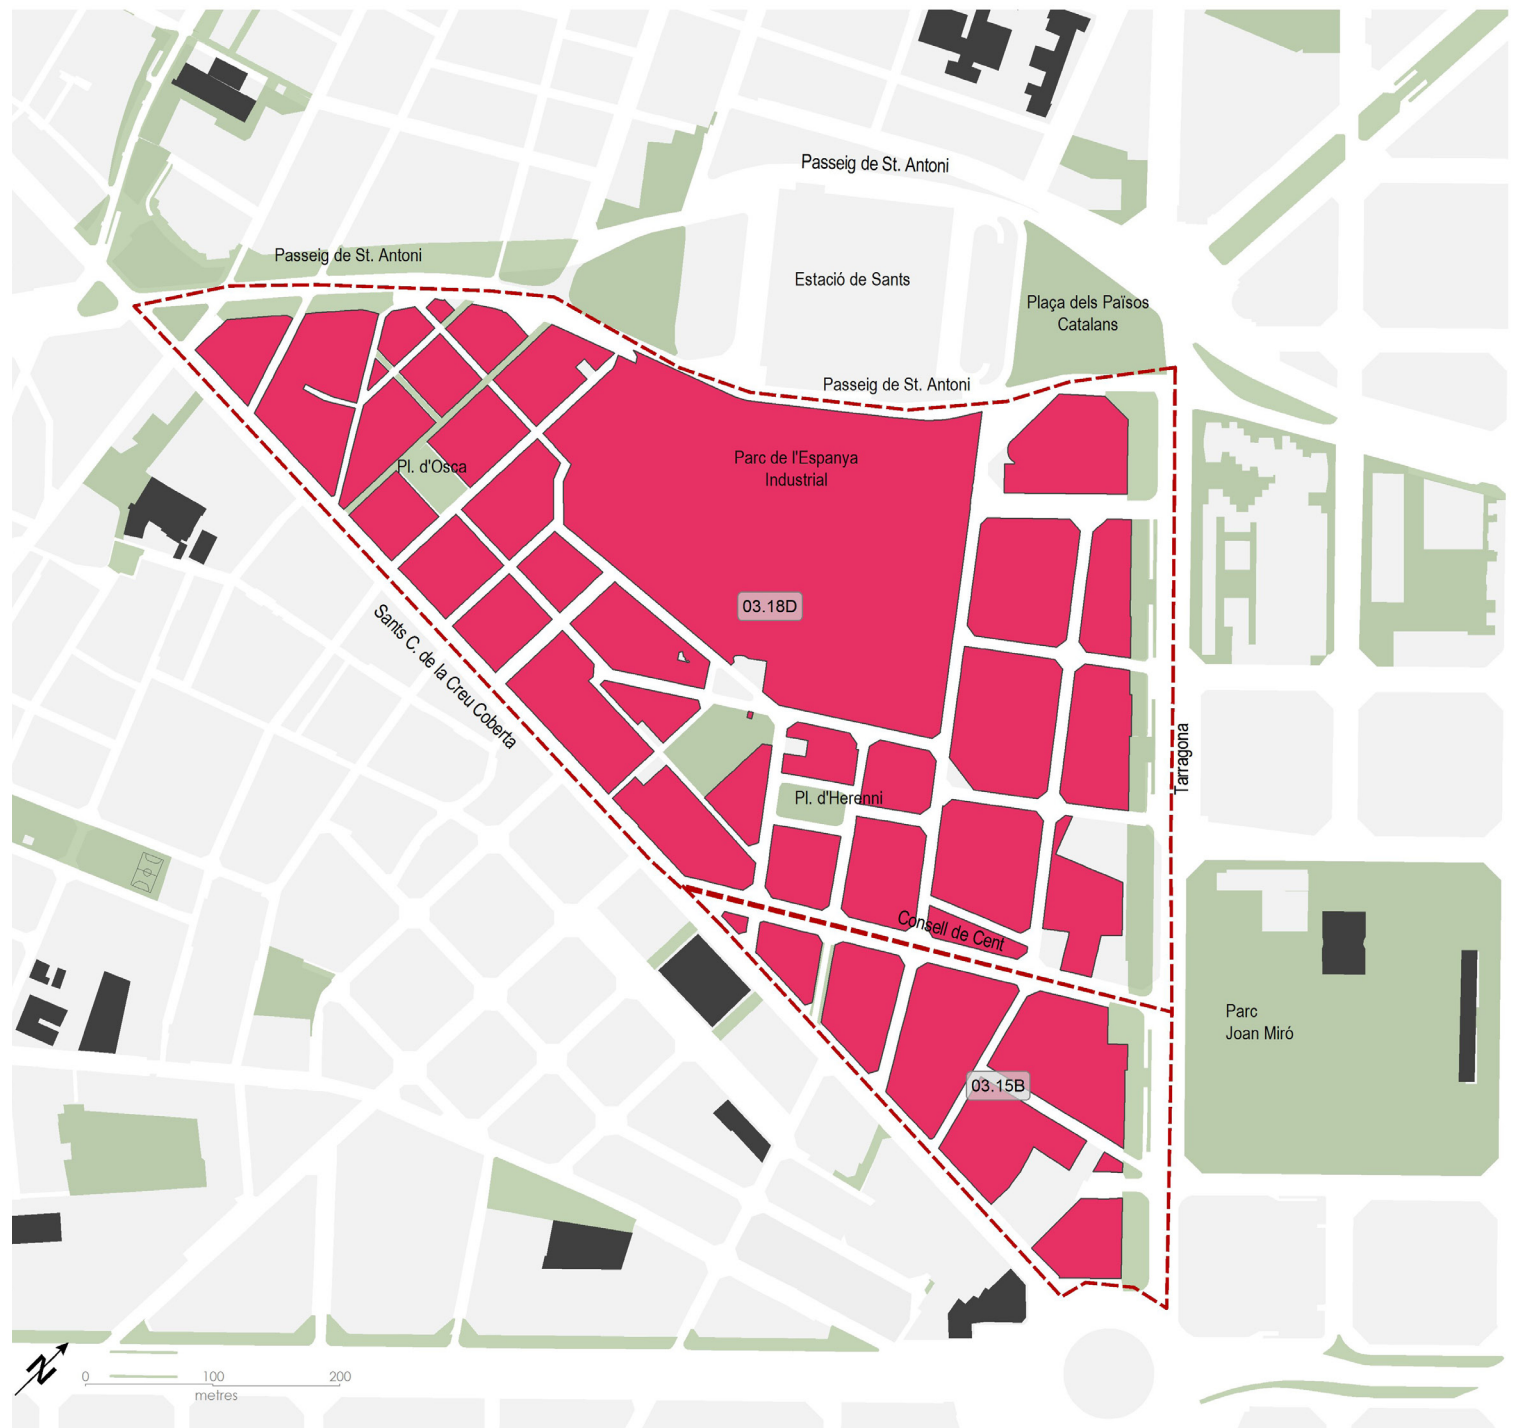 Passeig de St. Antoni
Passeig de St. Antoni
Estació de Sants
Plaça dels Països
Catalans
Passeig de St. Antoni
Parc de l'Espanya
Industrial
Pl. d'Osca
03.18D
Sants C. de la Creu Coberta
Tarragona
Pl. d'Herenni
Consell de Cent
Parc
Joan Miró
03.15B
N
0 100 200
metres